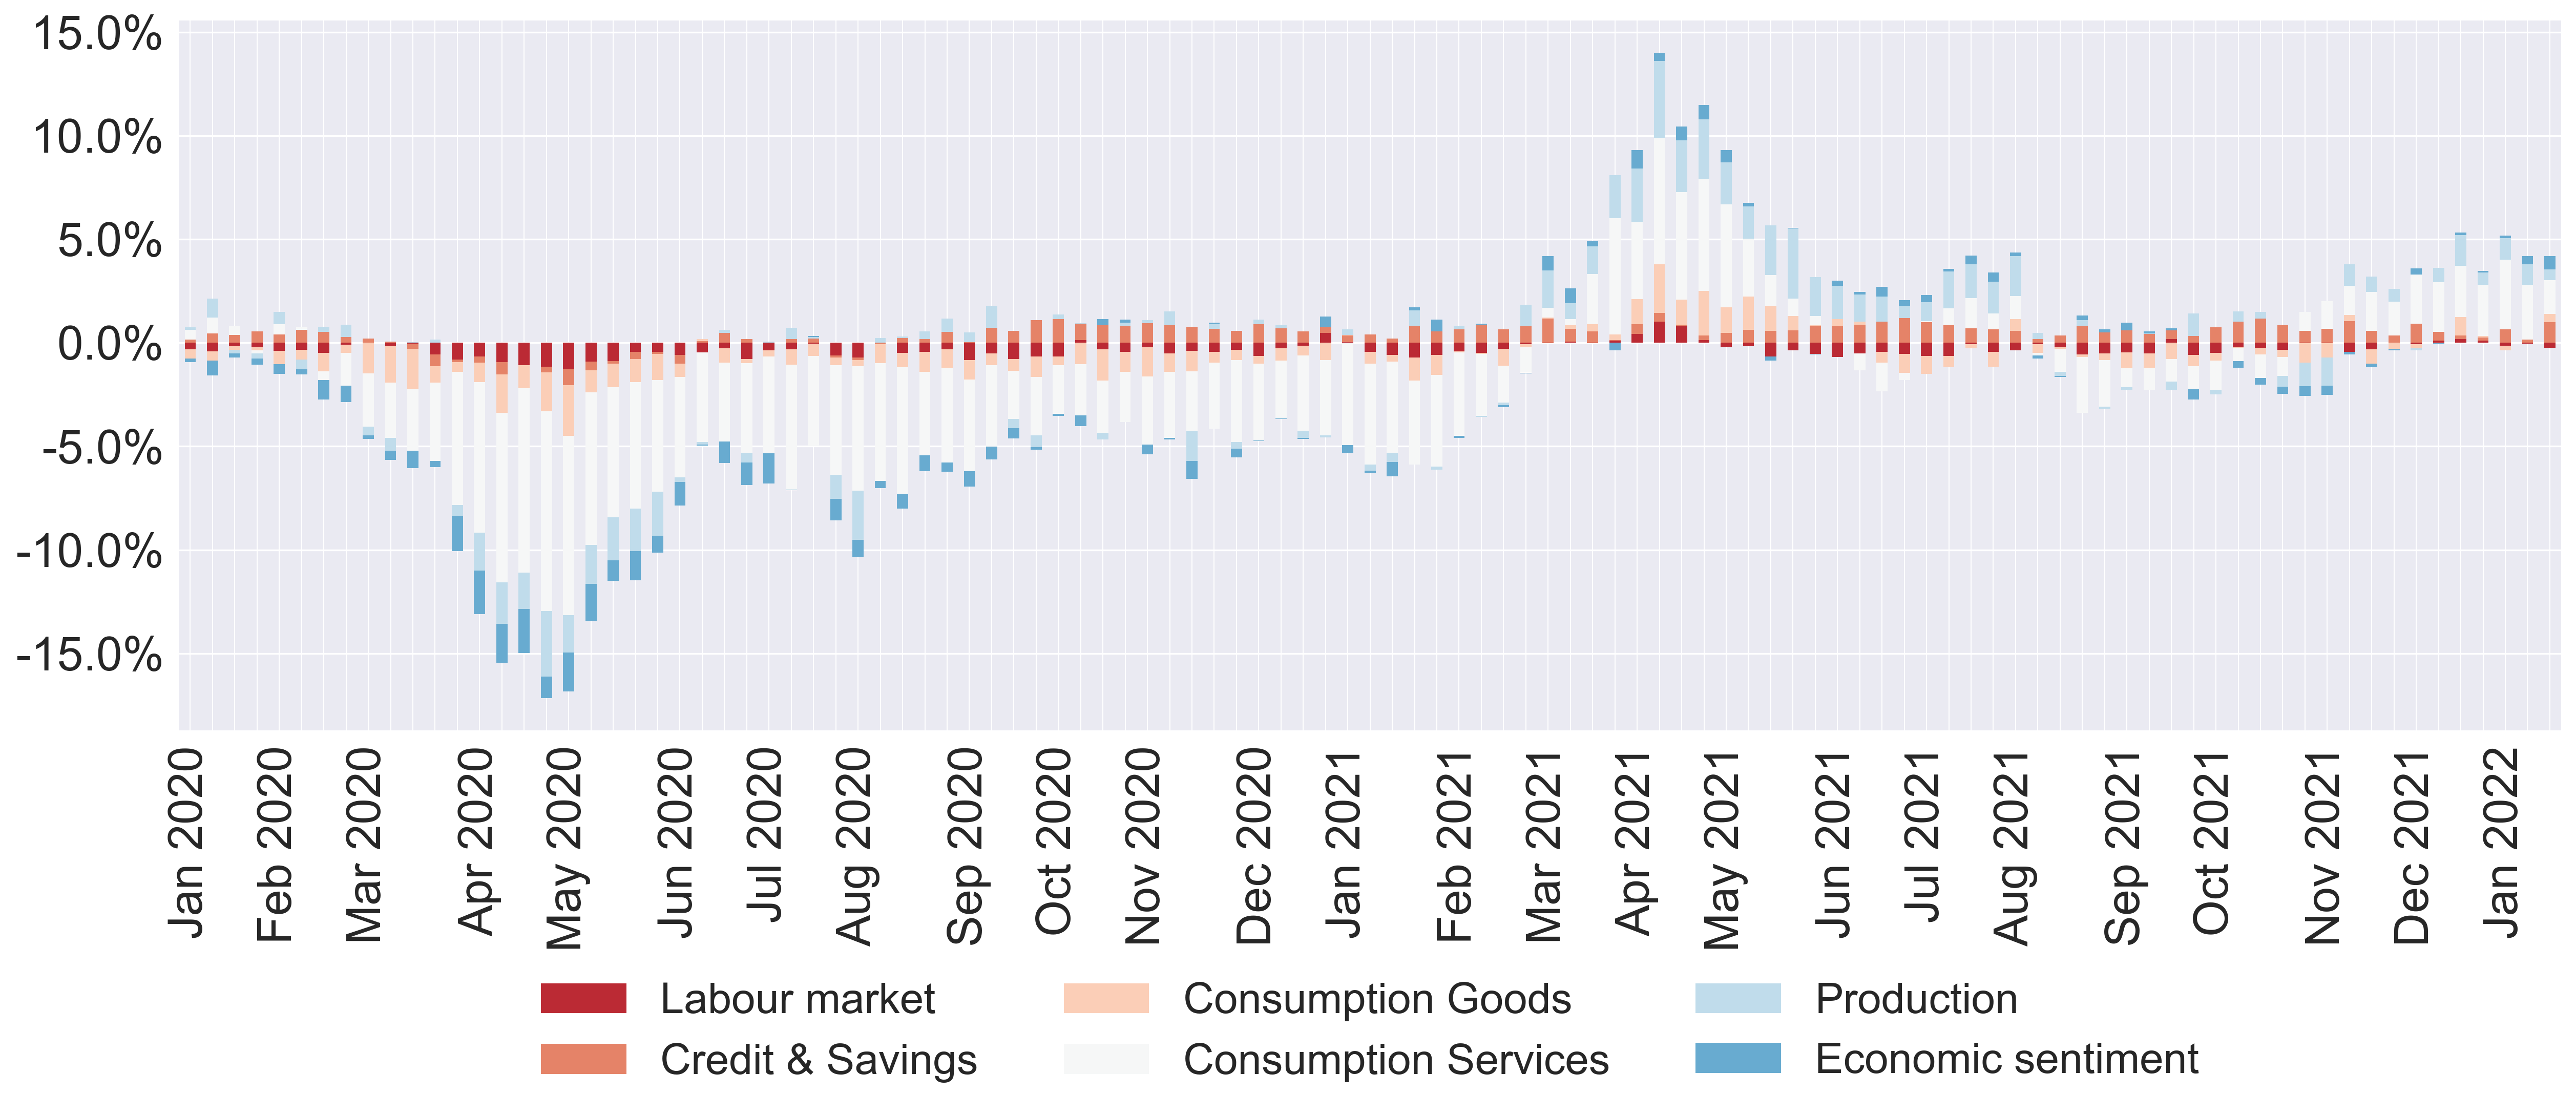 15.0%
10.0%
5.0%
0.0%
-5.0%
-10.0%
-15.0%
Jan 2020
Feb 2020
Mar 2020
Apr 2020
May 2020
Jun 2020
Jul 2020
Aug 2020
Sep 2020
Oct 2020
Nov 2020
Dec 2020
Jan 2021
Feb 2021
Mar 2021
Apr 2021
May 2021
Jun 2021
Jul 2021
Aug 2021
Sep 2021
Oct 2021
Nov 2021
Dec 2021
Jan 2022
Labour market
Consumption Goods
Production
Credit & Savings
Consumption Services
Economic sentiment